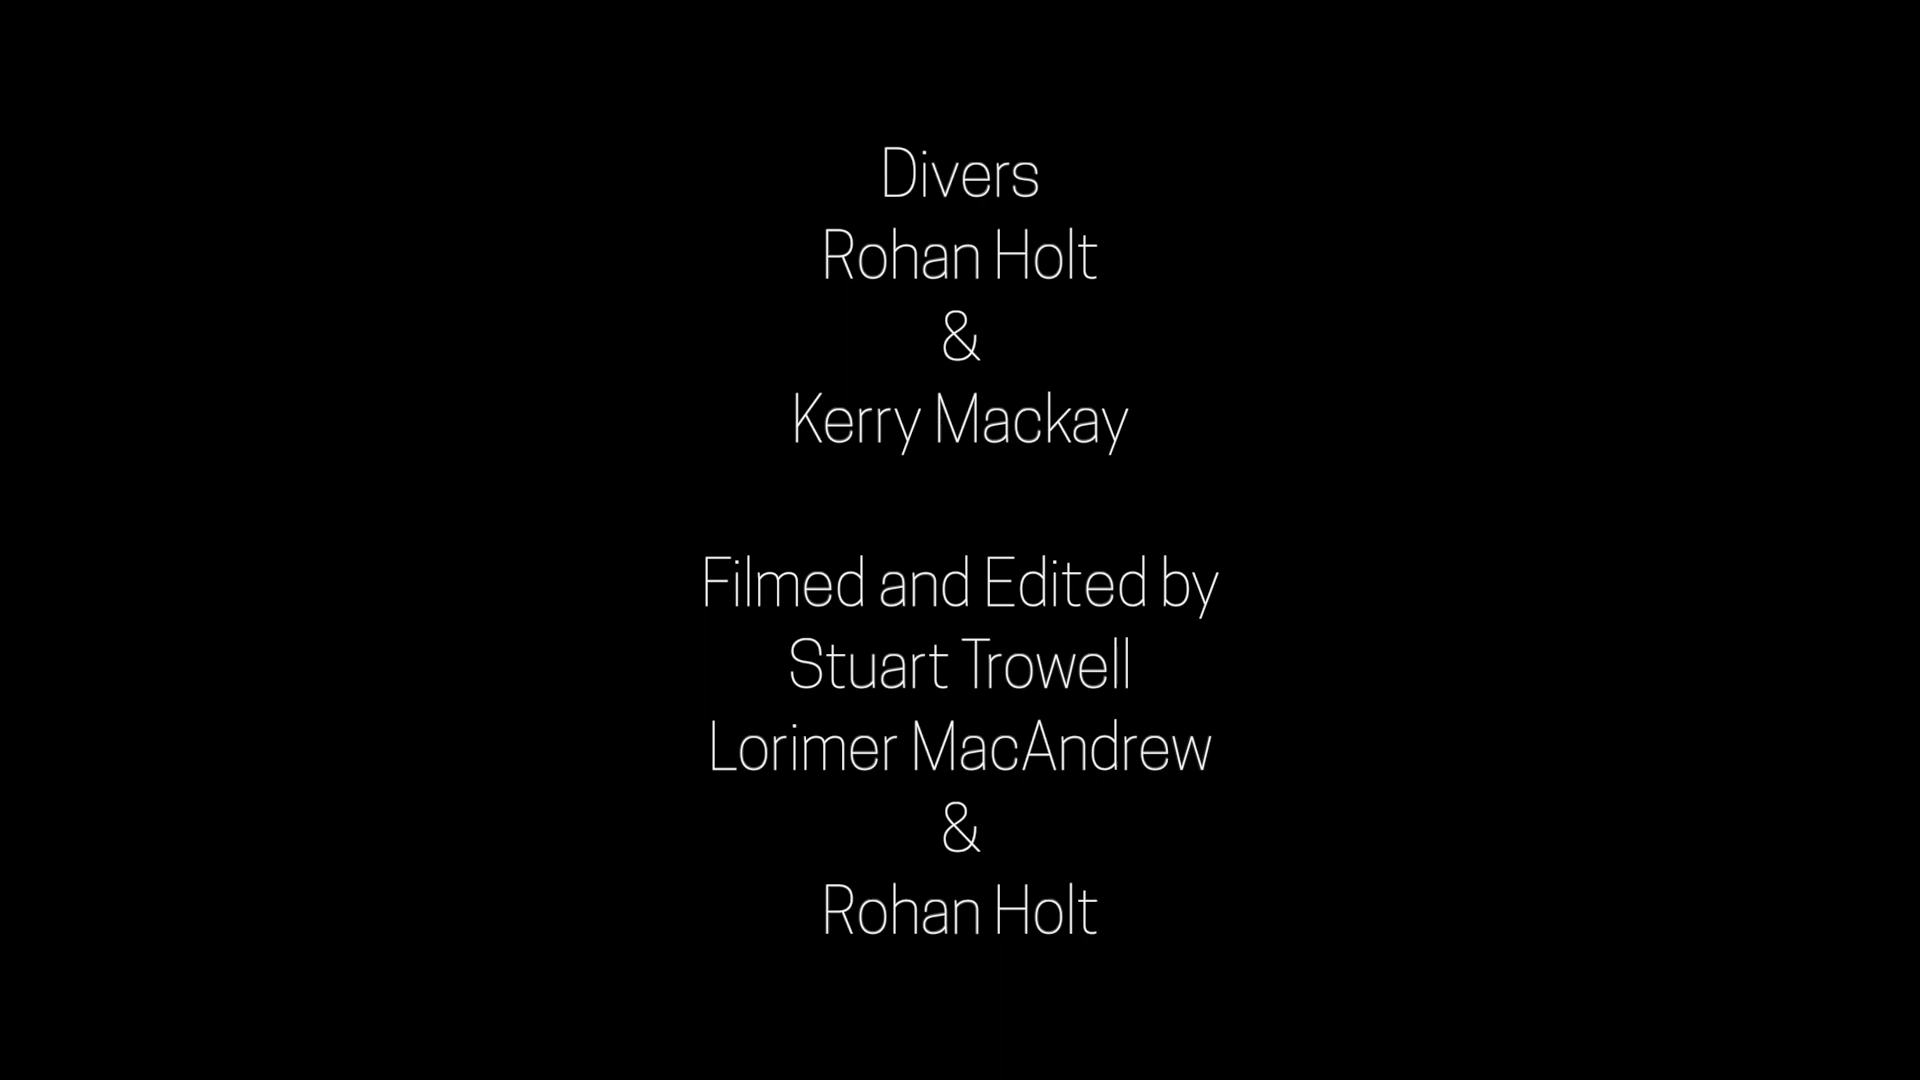 Divers
Rohan Holt
&
Kerry Mackay
Filmed and Edited by
Stuart Trowell
Lorimer MacAndrew
&
Rohan Holt